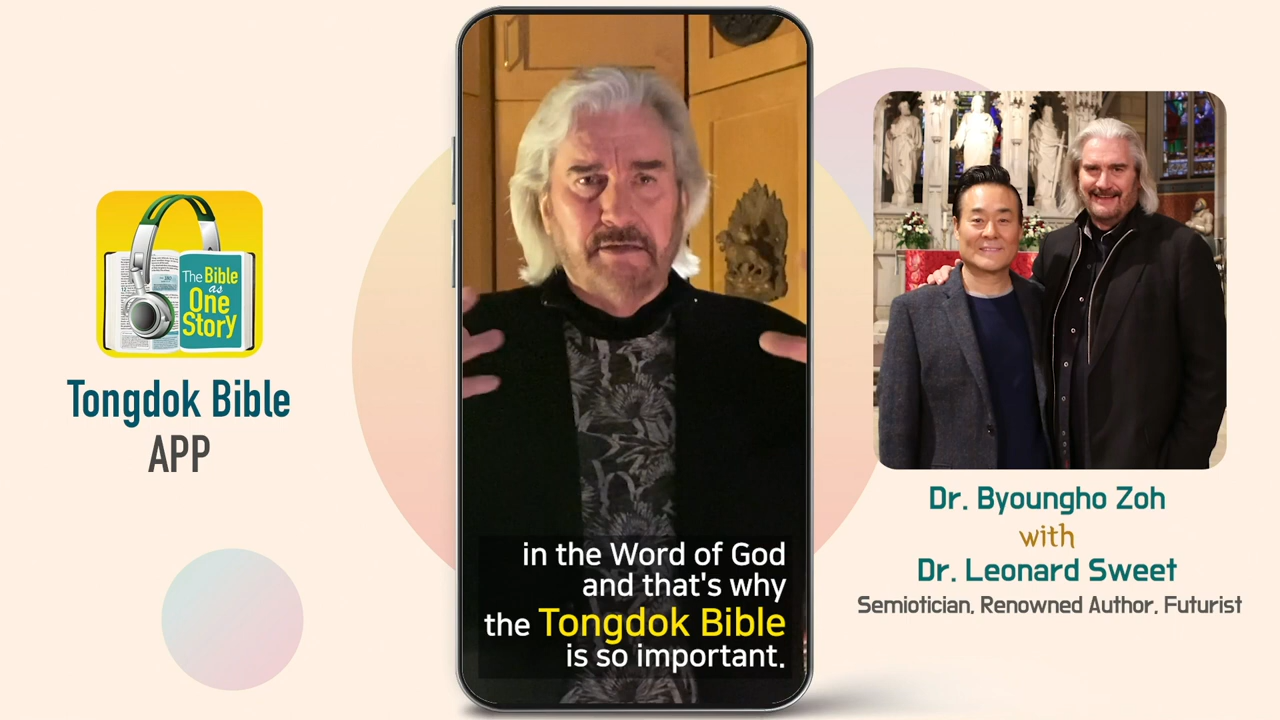 The Bible
as
One
Story
Tongdok Bible
APP
in the Word of God
and that's why
the Tongdok Bible
is so important.
Dr. Byoungho Zoh
with
Dr. Leonard Sweet
Semiotician, Renowned Author, Futurist